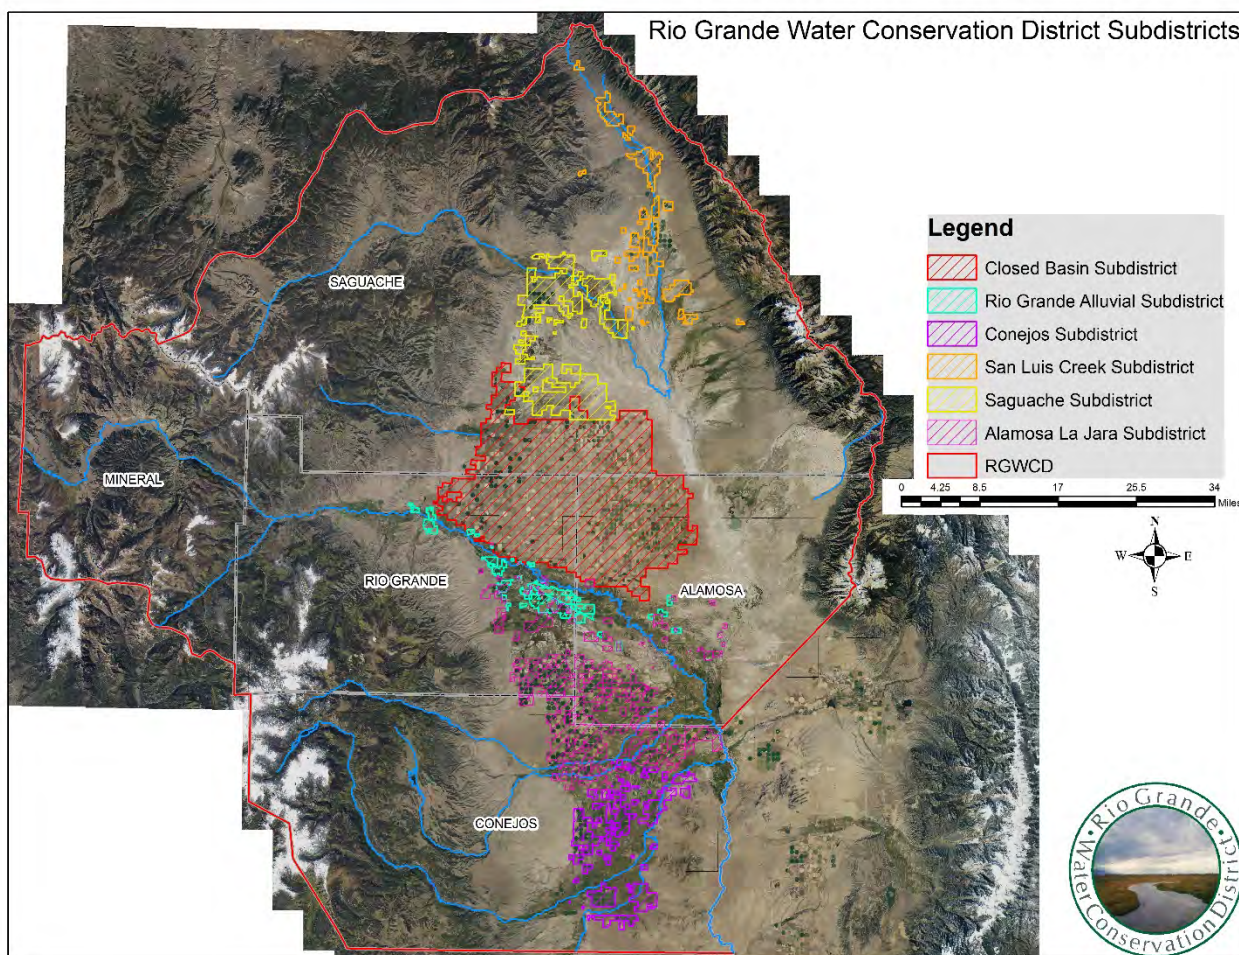 Rio Grande Water Conservation District Subdistricts
SAGUACHE
MINERAL
RIO GRANDE
ALAMOSA
CONEJOS
Legend
Closed Basin Subdistrict
Rio Grande Alluvial Subdistrict
Conejos Subdistrict
San Luis Creek Subdistrict
Saguache Subdistrict
Alamosa La Jara Subdistrict
RGWCD
0 4.25 8.5 17 25.5 34
Miles
N
W E
S
Rio Grande
Water Conservation District